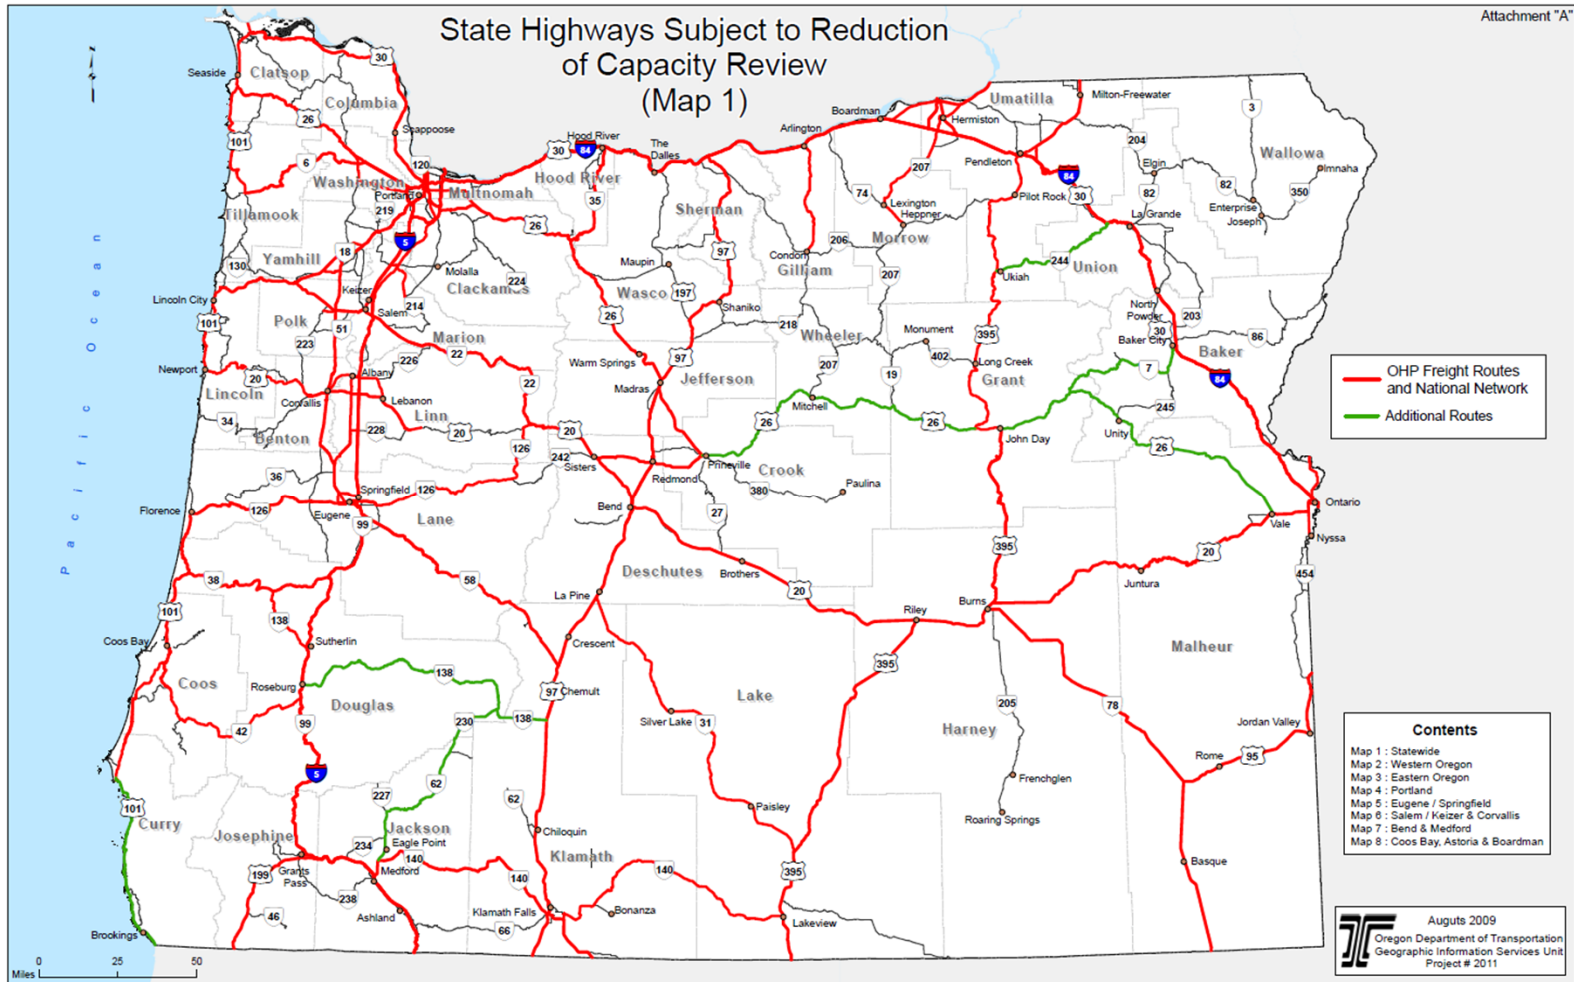 Attachment "A"
State Highways Subject to Reduction
of Capacity Review
(Map 1)
Pacific Ocean
Seaside
Clatsop
30
Columbia
26
Scappoose
101
6
120
Washington
Portland
Multnomah
219
Tillamook
5
18
Yamhill
130
Molalla
Clackamas
224
Keizer
Salem
214
Lincoln City
101
Polk
51
223
Marion
22
226
Newport
20
Albany
22
Lincoln
Corvallis
Lebanon
Linn
34
Benton
228
20
126
36
Springfield
126
Florence
126
Eugene
99
Lane
38
58
101
138
Coos Bay
Sutherlin
Coos
Roseburg
138
Douglas
230
138
42
99
5
62
227
101
Curry
Josephine
Jackson
234
Eagle Point
140
199
Grants
Pass
Medford
238
46
Ashland
Brookings
Hood River
30
84
The
Dalles
Hood River
35
26
Sherman
97
Maupin
Wasco
197
Shaniko
26
218
Warm Springs
97
Madras
Jefferson
20
242
Sisters
Redmond
Prineville
Crook
380
Paulina
27
Bend
Deschutes
Brothers
20
La Pine
Crescent
97
Chemult
Silver Lake
31
Lake
Paisley
62
Chiloquin
Klamath
140
140
Klamath Falls
Bonanza
66
395
Lakeview
Arlington
Boardman
Umatilla
Milton-Freewater
Hermiston
207
Pendleton
74
Lexington
Heppner
Pilot Rock
84
30
206
Morrow
Condon
Gilliam
207
Ukiah
244
Union
La Grande
204
Elgin
82
3
Wallowa
Imnaha
82
350
Enterprise
Joseph
North
Powder
203
30
Baker City
86
Baker
84
7
245
Wheeler
Monument
395
207
402
Long Creek
19
Grant
Mitchell
26
26
John Day
Unity
26
Ontario
Vale
Nyssa
395
20
Juntura
454
Riley
Burns
395
Malheur
205
78
Harney
Jordan Valley
Rome
95
Frenchglen
Roaring Springs
Basque
OHP Freight Routes
and National Network
Additional Routes
Contents
Map 1 : Statewide
Map 2 : Western Oregon
Map 3 : Eastern Oregon
Map 4 : Portland
Map 5 : Eugene / Springfield
Map 6 : Salem / Keizer & Corvallis
Map 7 : Bend & Medford
Map 8 : Coos Bay, Astoria & Boardman
Auguts 2009
Oregon Department of Transportation
Geographic Information Services Unit
Project # 2011
Miles
0 25 50